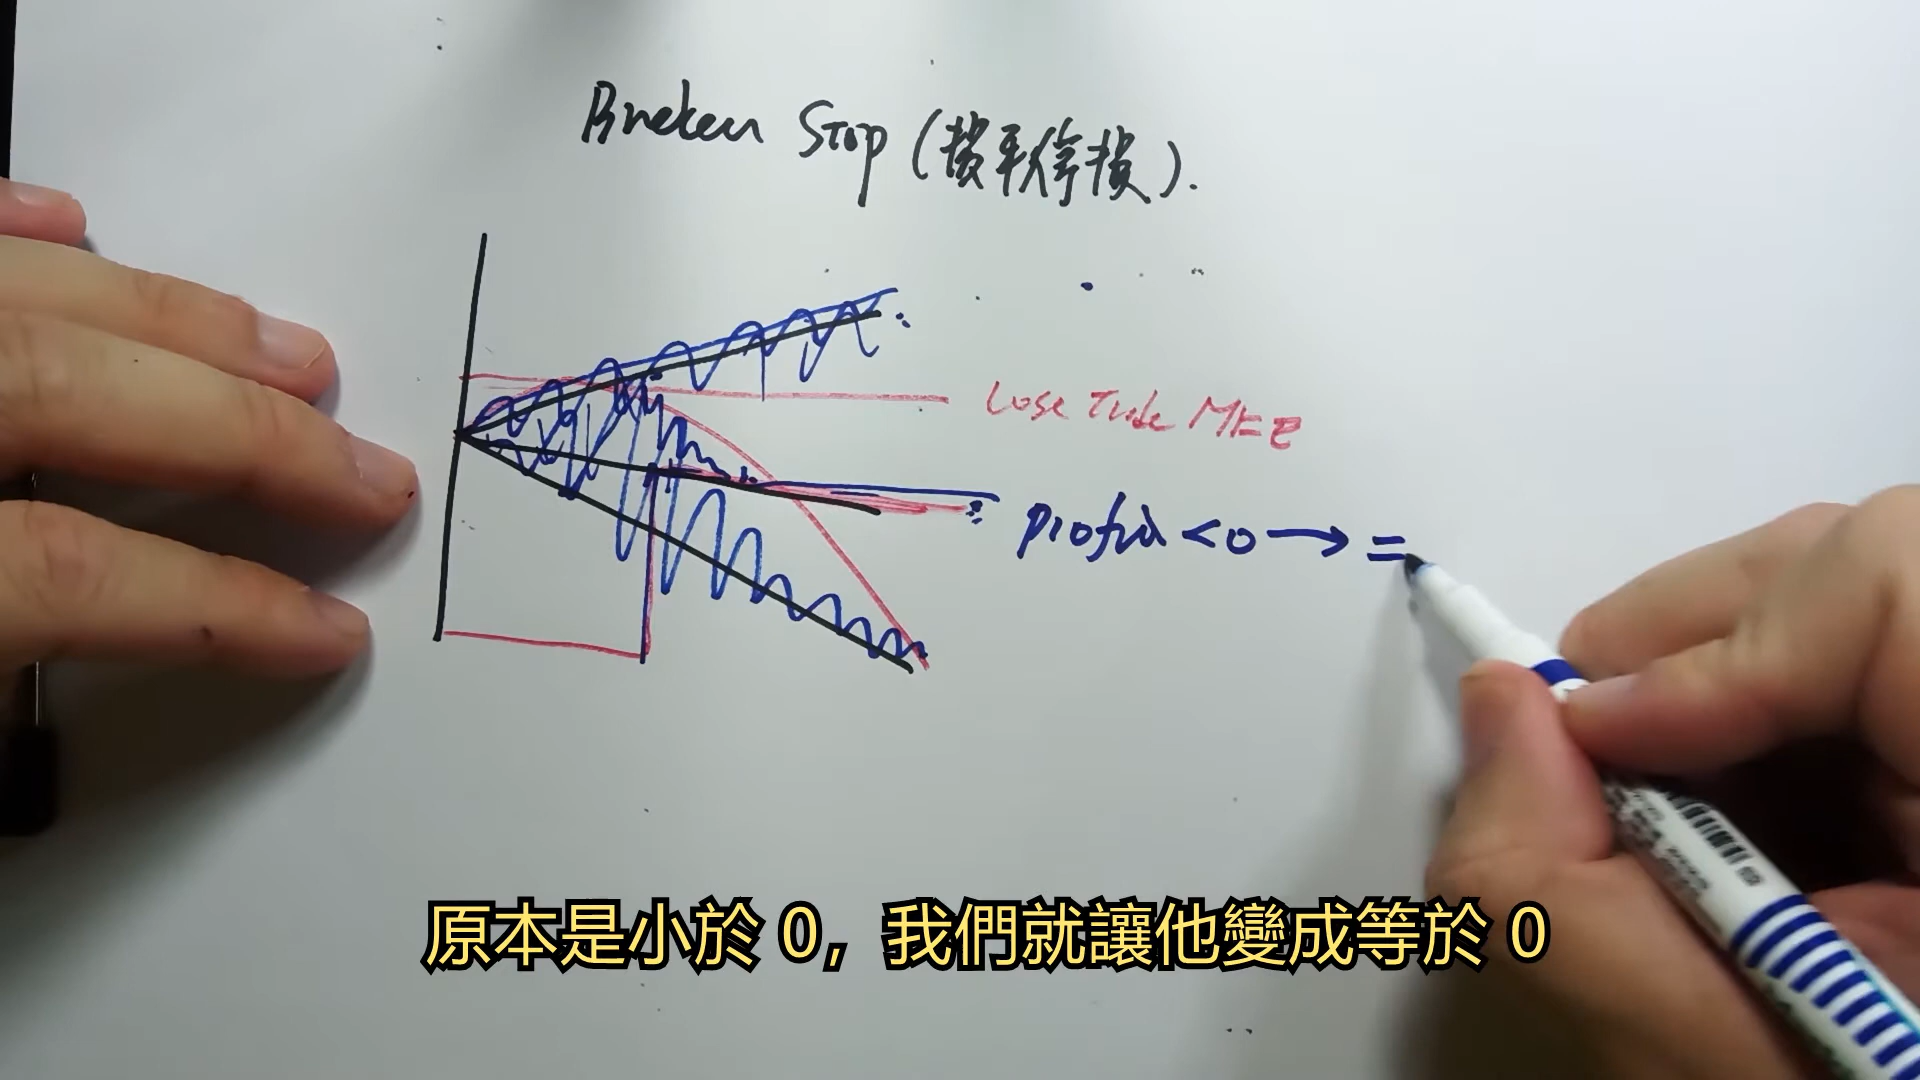 Breaken Stop (損平停損).
Lose Trade MFE
Profit < 0 → =
原本是小於 0，我們就讓他變成等於 0